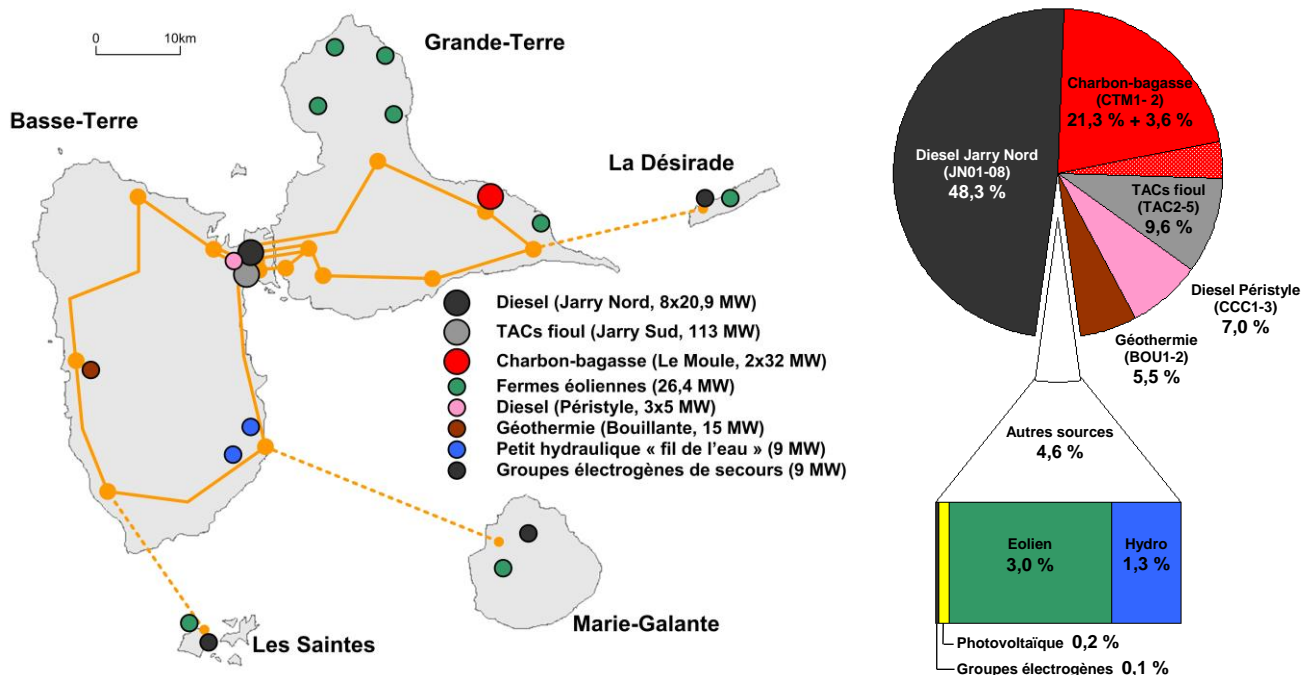 0 10km
Grande-Terre
Basse-Terre
La Désirade
Diesel (Jarry Nord, 8x20,9 MW)
TACs fioul (Jarry Sud, 113 MW)
Charbon-bagasse (Le Moule, 2x32 MW)
Fermes éoliennes (26,4 MW)
Diesel (Péristyle, 3x5 MW)
Géothermie (Bouillante, 15 MW)
Petit hydraulique « fil de l'eau » (9 MW)
Groupes électrogènes de secours (9 MW)
Marie-Galante
Les Saintes
Charbon-bagasse
(CTM1- 2)
21,3 % + 3,6 %
Diesel Jarry Nord
(JN01-08)
48,3 %
TACs fioul
(TAC2-5)
9,6 %
Diesel Péristyle
(CCC1-3)
7,0 %
Géothermie
(BOU1-2)
5,5 %
Autres sources
4,6 %
Eolien
3,0 %
Hydro
1,3 %
Photovoltaïque 0,2 %
Groupes électrogènes 0,1 %